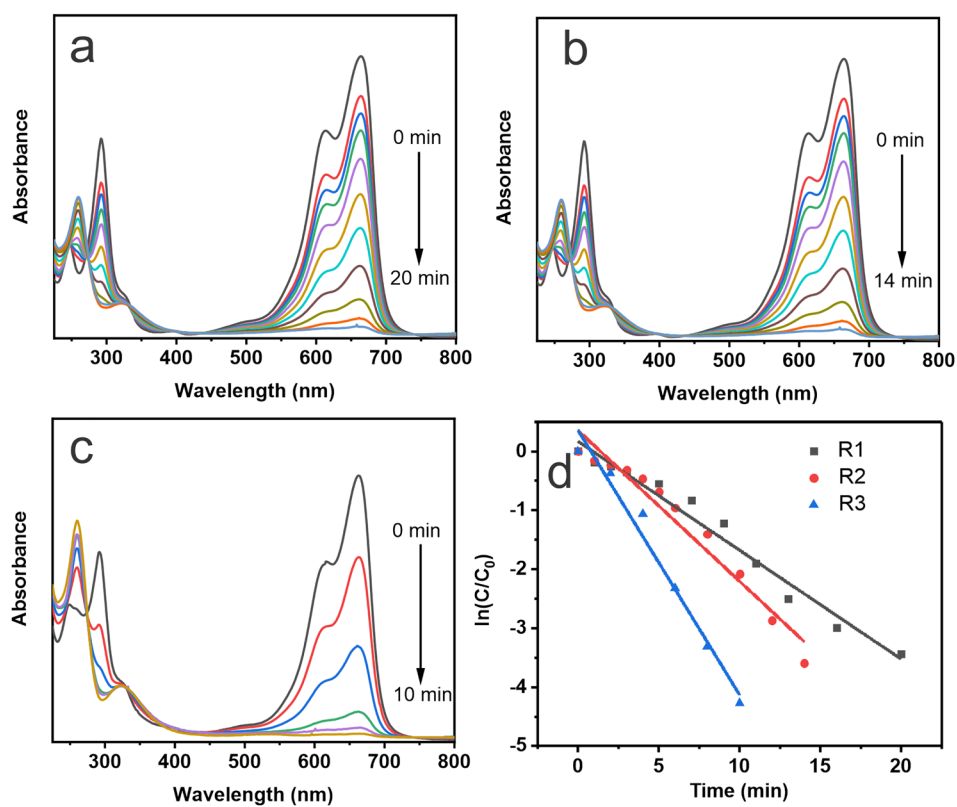 a
0 min
20 min
Absorbance
300 400 500 600 700 800
Wavelength (nm)
b
0 min
14 min
Absorbance
300 400 500 600 700 800
Wavelength (nm)
c
0 min
10 min
Absorbance
300 400 500 600 700 800
Wavelength (nm)
d
R1
R2
R3
0
-1
-2
-3
-4
-5
ln(C/C0)
0 5 10 15 20
Time (min)